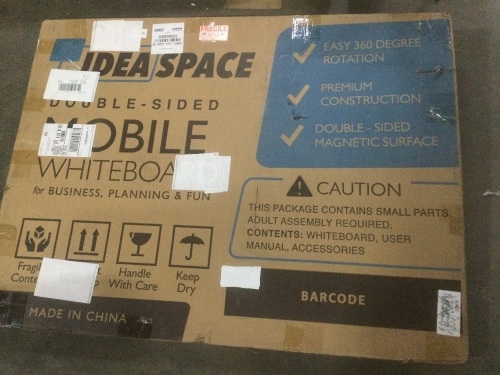 IDEA SPACE
DOUBLE-SIDED
MOBILE
WHITEBOA
for BUSINESS, PLANNING & FUN
Fragile
Conte
Handle
With Care
Keep
Dry
MADE IN CHINA
FRAGILE
EASY 360 DEGREE
ROTATION
PREMiUM
CONSTRUCTION
DOUBLE - SIDED
MAGNETIC SURFACE
CAUTION
THIS PACKAGE CONTAINS SMALL PARTS
ADULT ASSEMBLY REQUIRED.
CONTENTS: WHITEBOARD, USER
MANUAL, ACCESSORIES
BARCODE